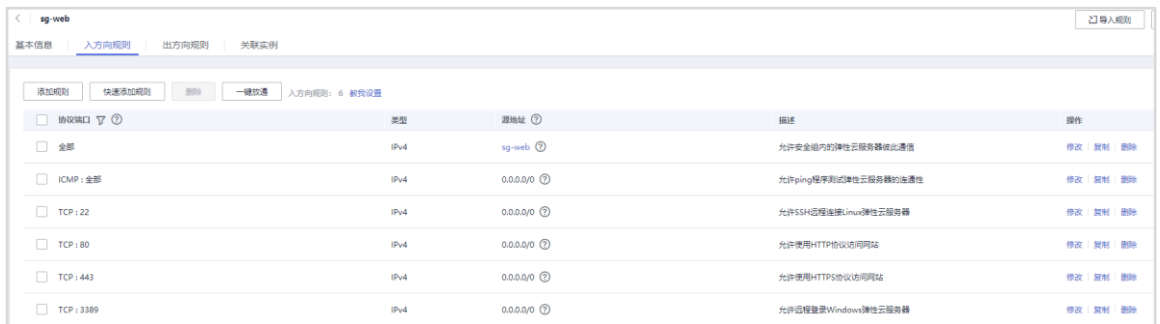 sg-web 导入规则
基本信息 入方向规则 出方向规则 关联实例
添加规则 快速添加规则 删除 一键放通 入方向规则: 6 教我设置
协议端口 类型 源地址 描述 操作
全部 IPv4 sg-web 允许安全组内的弹性云服务器彼此通信 修改 复制 删除
ICMP : 全部 IPv4 0.0.0.0/0 允许ping程序测试弹性云服务器的连通性 修改 复制 删除
TCP : 22 IPv4 0.0.0.0/0 允许SSH远程连接Linux弹性云服务器 修改 复制 删除
TCP : 80 IPv4 0.0.0.0/0 允许使用HTTP协议访问网站 修改 复制 删除
TCP : 443 IPv4 0.0.0.0/0 允许使用HTTPS协议访问网站 修改 复制 删除
TCP : 3389 IPv4 0.0.0.0/0 允许远程登录Windows弹性云服务器 修改 复制 删除